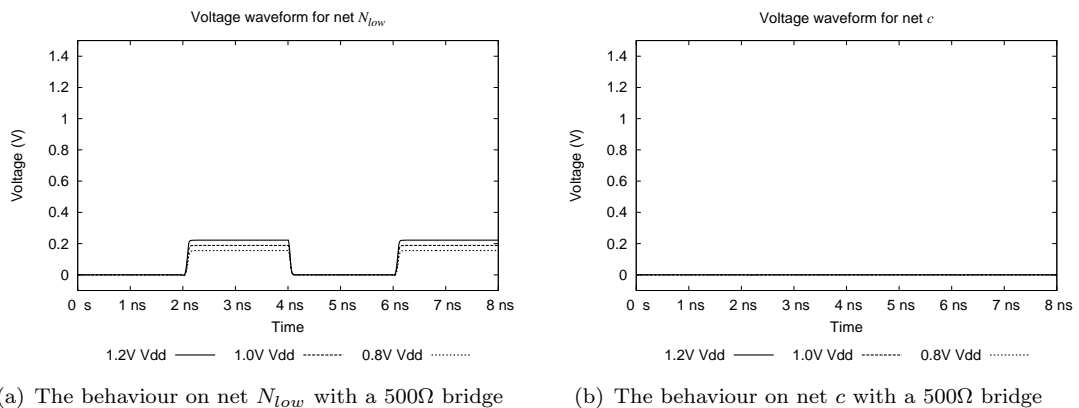 Voltage waveform for net N_low
1.4
1.2
1
0.8
0.6
0.4
0.2
0
Voltage (V)
0 s 1 ns 2 ns 3 ns 4 ns 5 ns 6 ns 7 ns 8 ns
Time
1.2V Vdd 1.0V Vdd 0.8V Vdd
(a) The behaviour on net N_low with a 500Ω bridge
Voltage waveform for net c
1.4
1.2
1
0.8
0.6
0.4
0.2
0
Voltage (V)
0 s 1 ns 2 ns 3 ns 4 ns 5 ns 6 ns 7 ns 8 ns
Time
1.2V Vdd 1.0V Vdd 0.8V Vdd
(b) The behaviour on net c with a 500Ω bridge